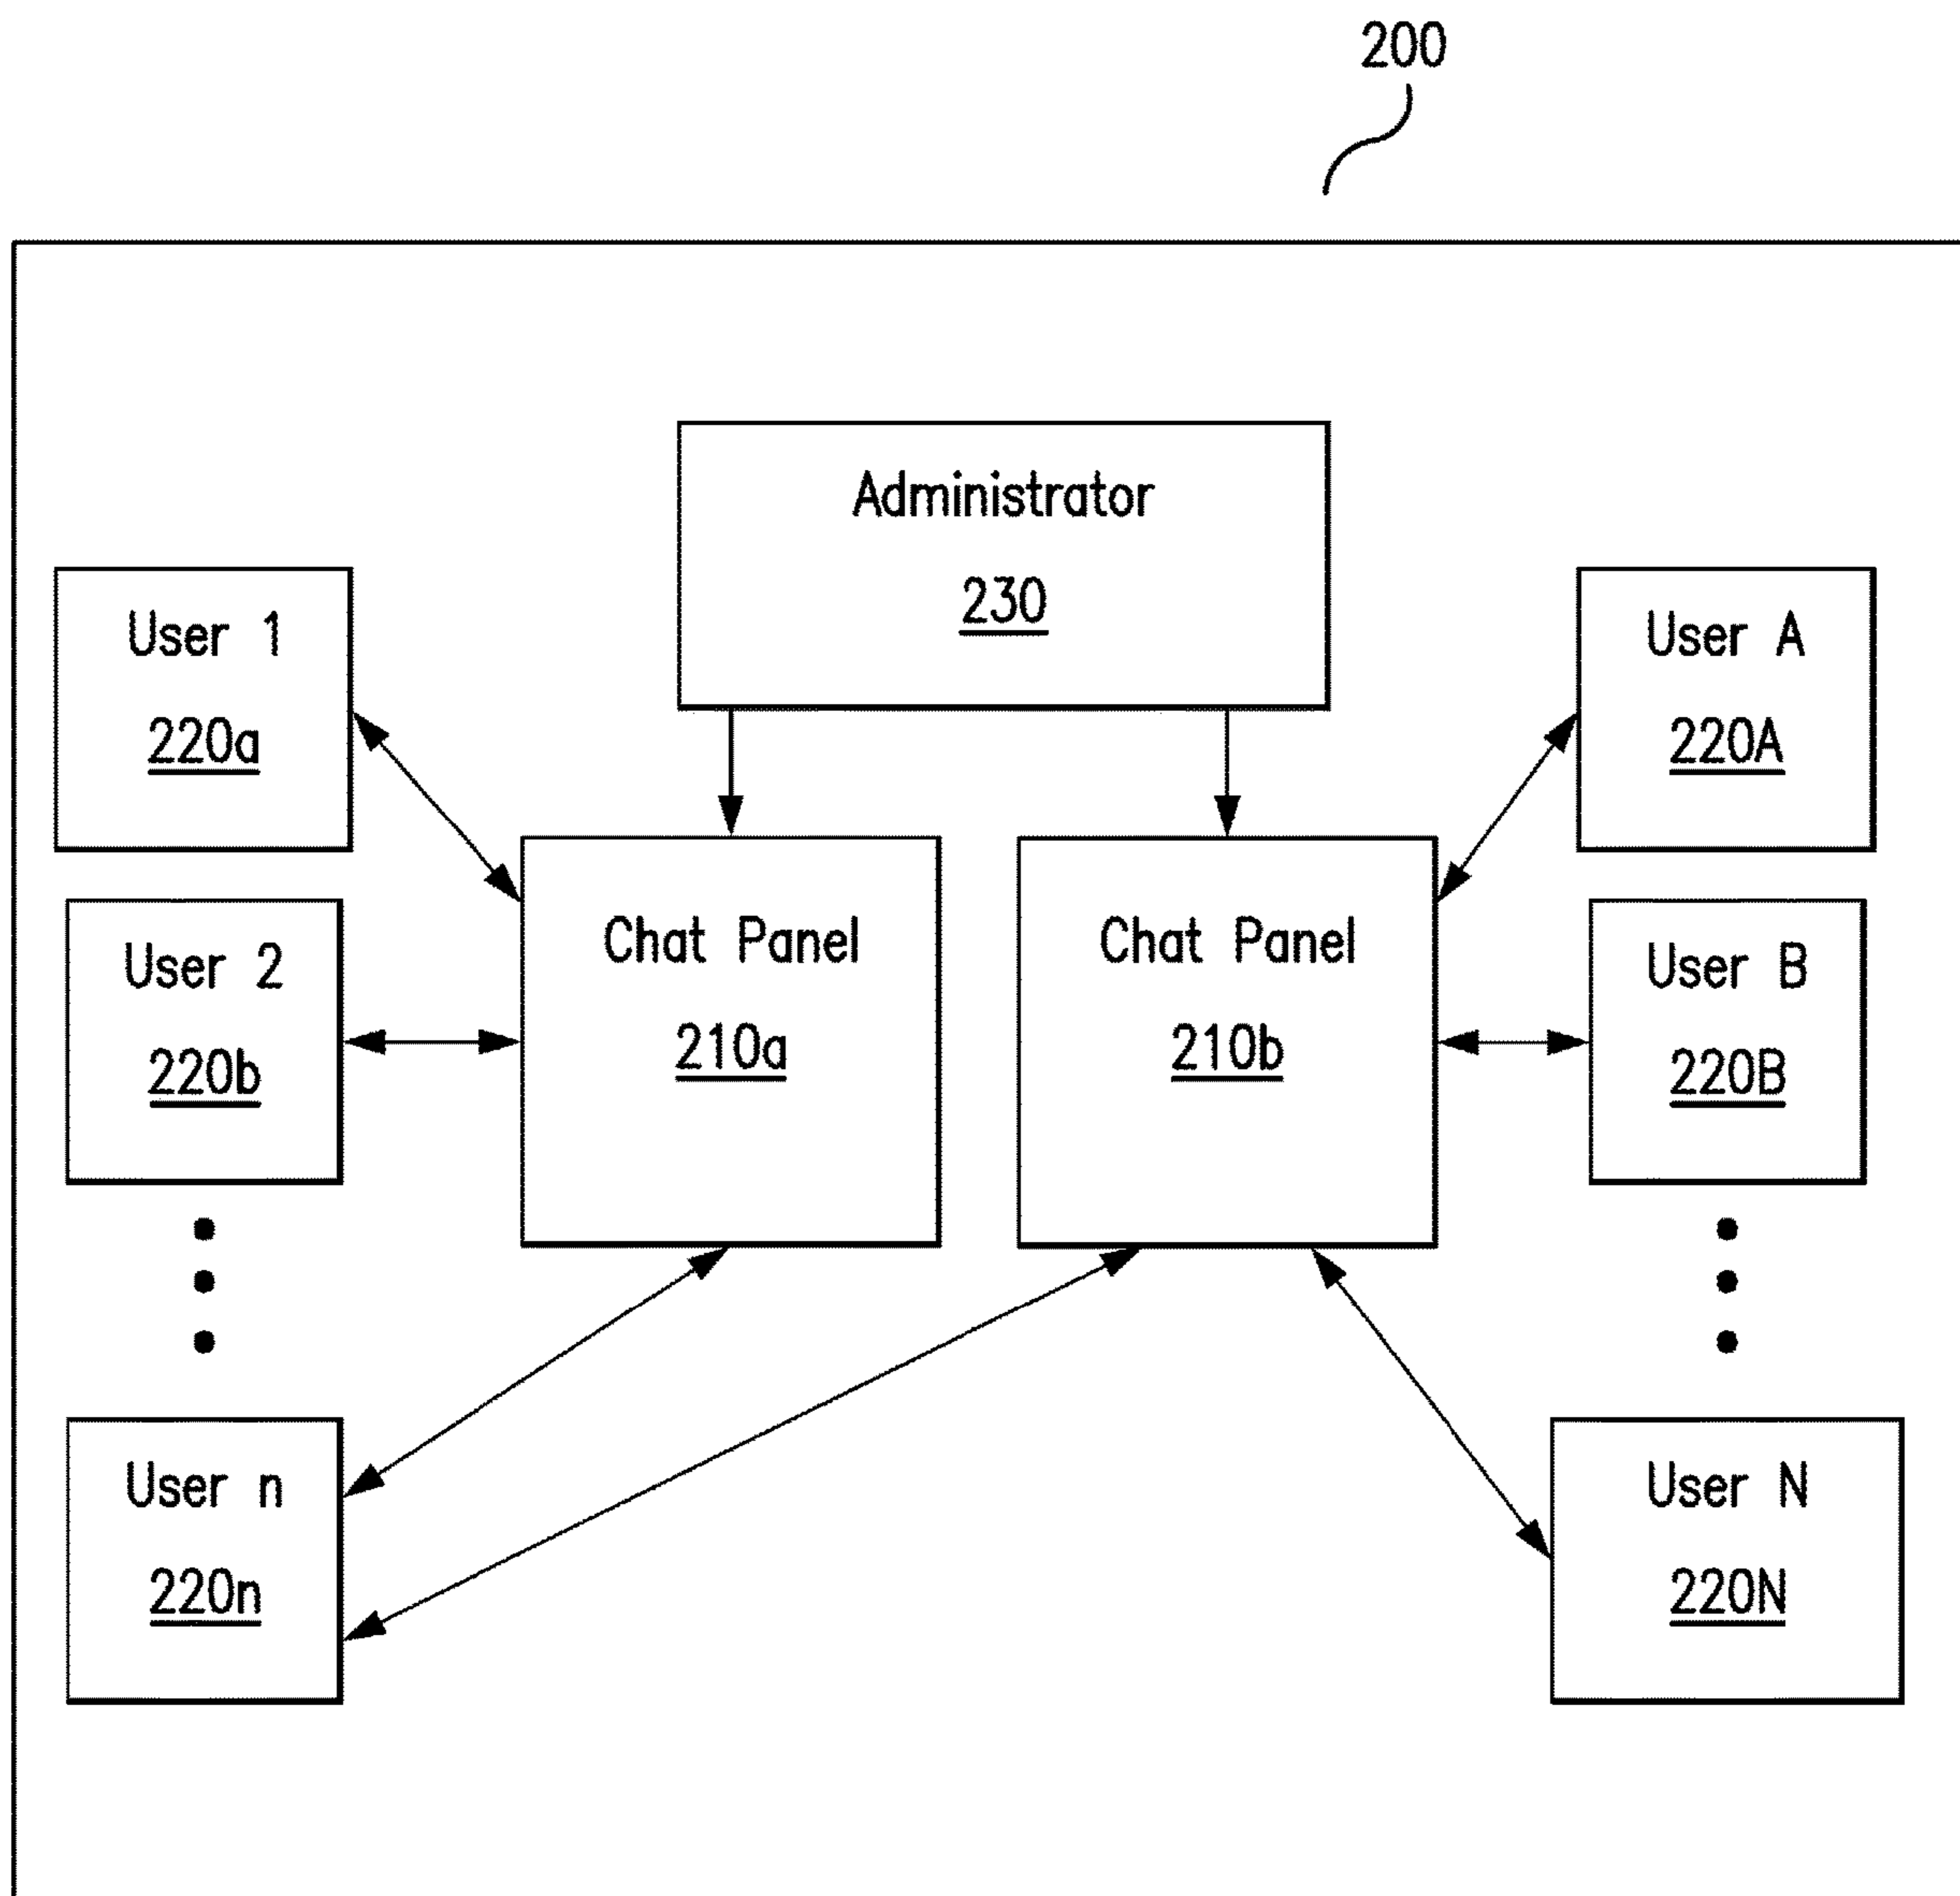 200
Administrator
230
User 1
220a
User A
220A
Chat Panel
210a
Chat Panel
210b
User 2
220b
User B
220B
User n
220n
User N
220N